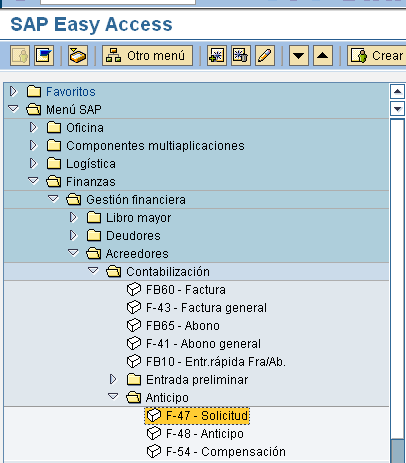 SAP Easy Access
Otro menú
Crear
Favoritos
Menú SAP
Oficina
Componentes multiaplicaciones
Logística
Finanzas
Gestión financiera
Libro mayor
Deudores
Acreedores
Contabilización
FB60 - Factura
F-43 - Factura general
FB65 - Abono
F-41 - Abono general
FB10 - Entr.rápida Fra/Ab.
Entrada preliminar
Anticipo
F-47 - Solicitud
F-48 - Anticipo
F-54 - Compensación